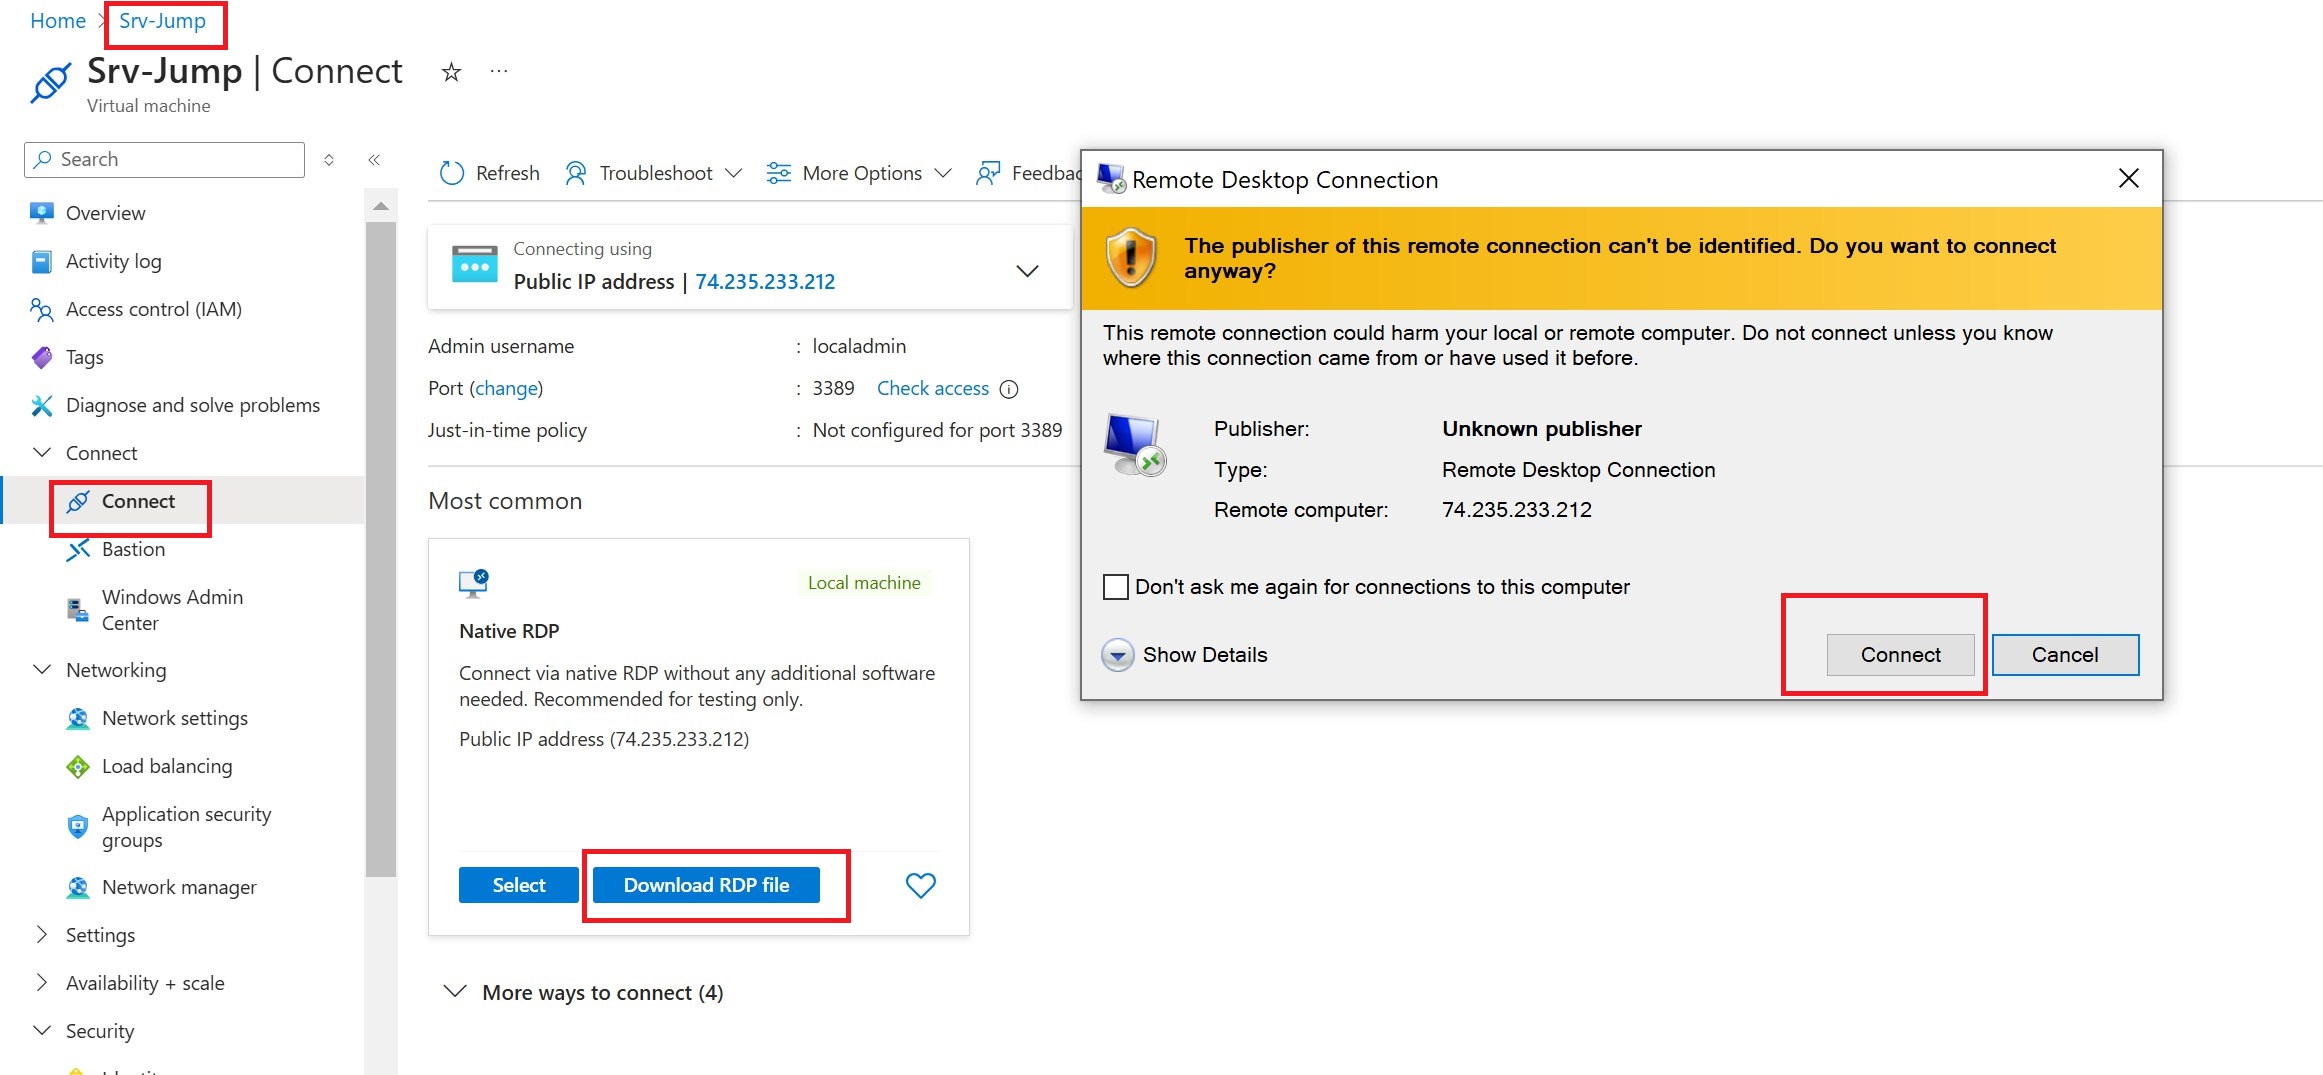 Home > Srv-Jump
Srv-Jump | Connect
Virtual machine
Search
Overview
Activity log
Access control (IAM)
Tags
Diagnose and solve problems
Connect
Connect
Bastion
Windows Admin
Center
Networking
Network settings
Load balancing
Application security
groups
Network manager
Settings
Availability + scale
Security
Refresh
Troubleshoot
More Options
Feedbac
Connecting using
Public IP address | 74.235.233.212
Admin username : localadmin
Port (change) : 3389 Check access
Just-in-time policy : Not configured for port 3389
Most common
Local machine
Native RDP
Connect via native RDP without any additional software
needed. Recommended for testing only.
Public IP address (74.235.233.212)
Select
Download RDP file
More ways to connect (4)
Remote Desktop Connection
The publisher of this remote connection can't be identified. Do you want to connect
anyway?
This remote connection could harm your local or remote computer. Do not connect unless you know
where this connection came from or have used it before.
Publisher: Unknown publisher
Type: Remote Desktop Connection
Remote computer: 74.235.233.212
Don't ask me again for connections to this computer
Show Details
Connect
Cancel